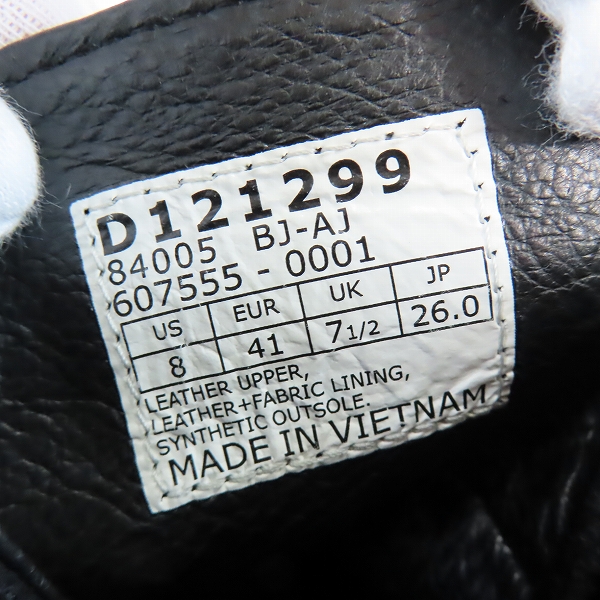 D121299
84005 BJ-AJ
607555 - 0001
US EUR UK JP
8 41 7 1/2 26.0
LEATHER UPPER,
LEATHER+FABRIC LINING,
SYNTHETIC OUTSOLE.
MADE IN VIETNAM